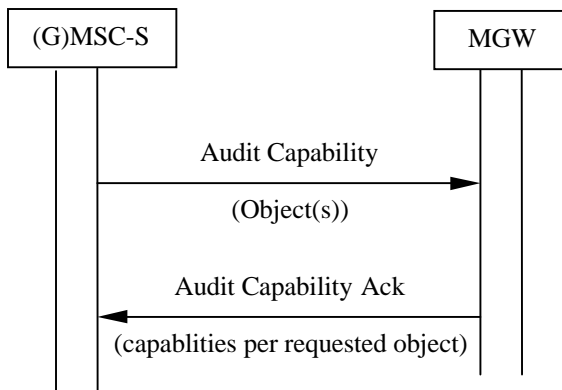 (G)MSC-S
MGW
Audit Capability
(Object(s))
Audit Capability Ack
(capablities per requested object)